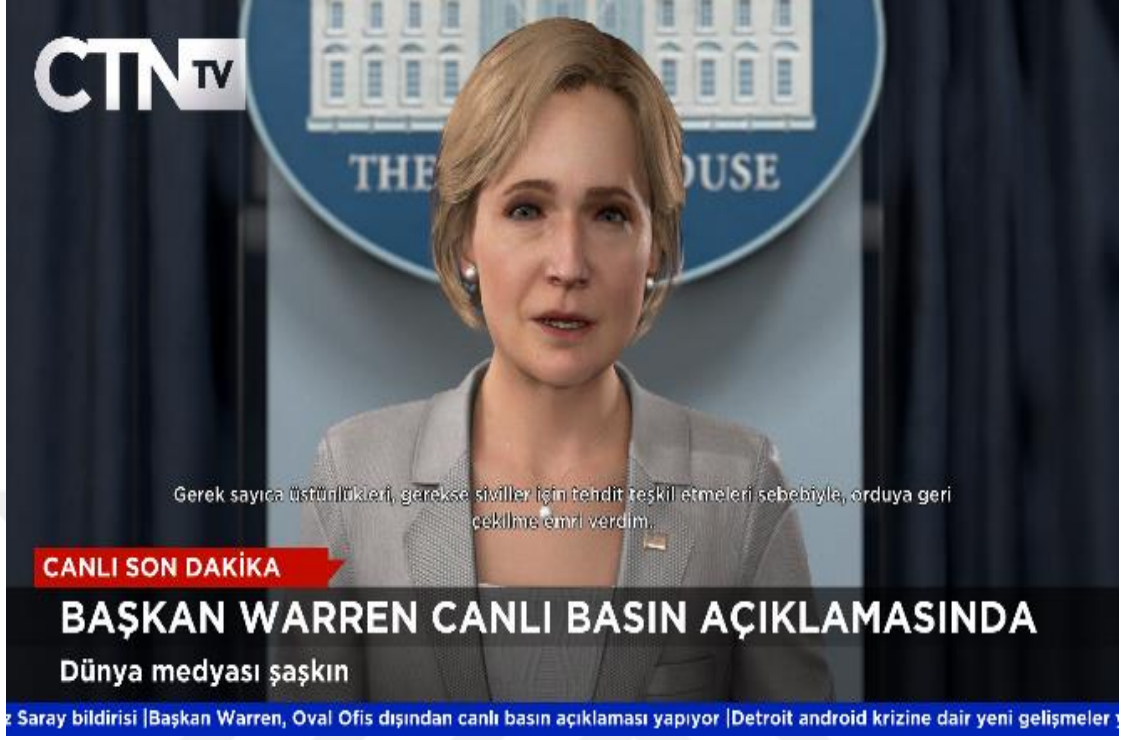 CTN TV
THE OUSE
Gerek sayıca üstünlükleri, gerekse siviller için tehdit teşkil etmeleri sebebiyle, orduya geri
çekilme emri verdim.
CANLI SON DAKİKA
BAŞKAN WARREN CANLI BASIN AÇIKLAMASINDA
Dünya medyası şaşkın
z Saray bildirisi |Başkan Warren, Oval Ofis dışından canlı basın açıklaması yapıyor |Detroit android krizine dair yeni gelişmeler